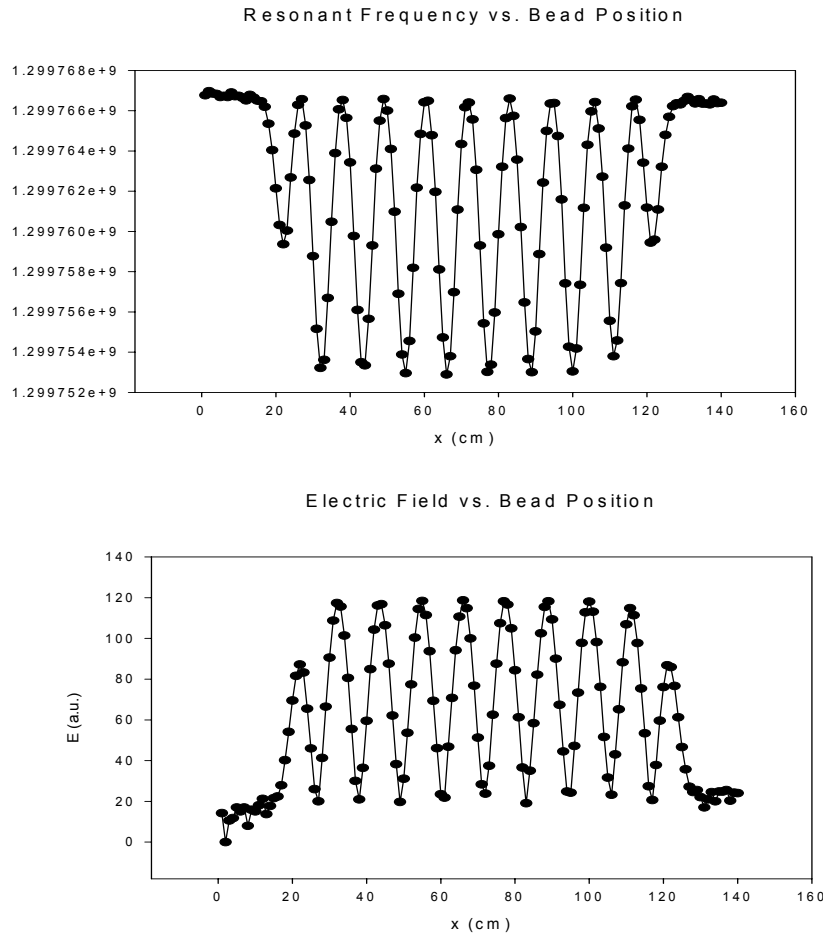 Resonant Frequency vs. Bead Position
1.299768e+9
1.299766e+9
1.299764e+9
1.299762e+9
1.299760e+9
1.299758e+9
1.299756e+9
1.299754e+9
1.299752e+9
0 20 40 60 80 100 120 140 160
x (cm)
Electric Field vs. Bead Position
140
120
100
80
60
40
20
0
E (a.u.)
0 20 40 60 80 100 120 140 160
x (cm)